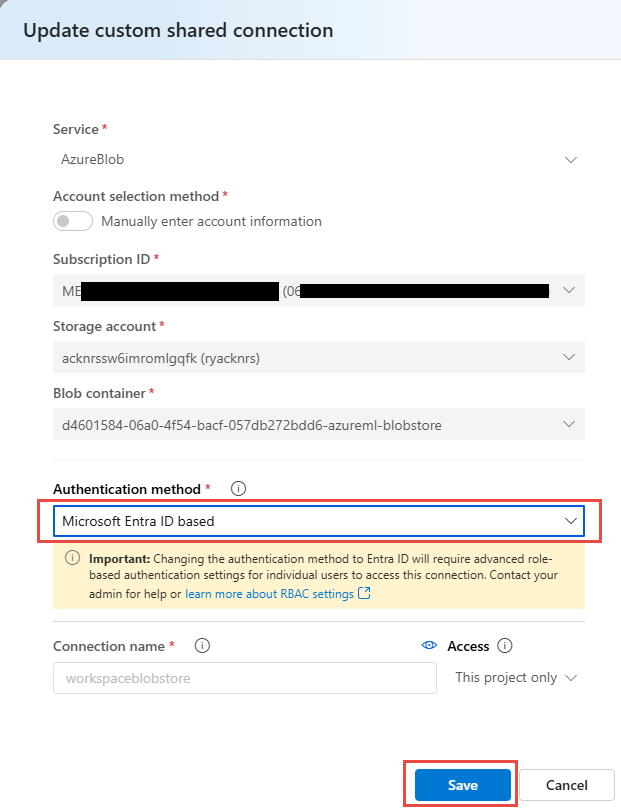 Update custom shared connection
Service *
AzureBlob
Account selection method *
Manually enter account information
Subscription ID *
ME (06
Storage account *
acknrssw6imromlgqfk (ryacknrs)
Blob container *
d4601584-06a0-4f54-bacf-057db272bdd6-azureml-blobstore
Authentication method *
Microsoft Entra ID based
Important: Changing the authentication method to Entra ID will require advanced role-
based authentication settings for individual users to access this connection. Contact your
admin for help or learn more about RBAC settings
Connection name * Access
workspaceblobstore This project only
Save Cancel